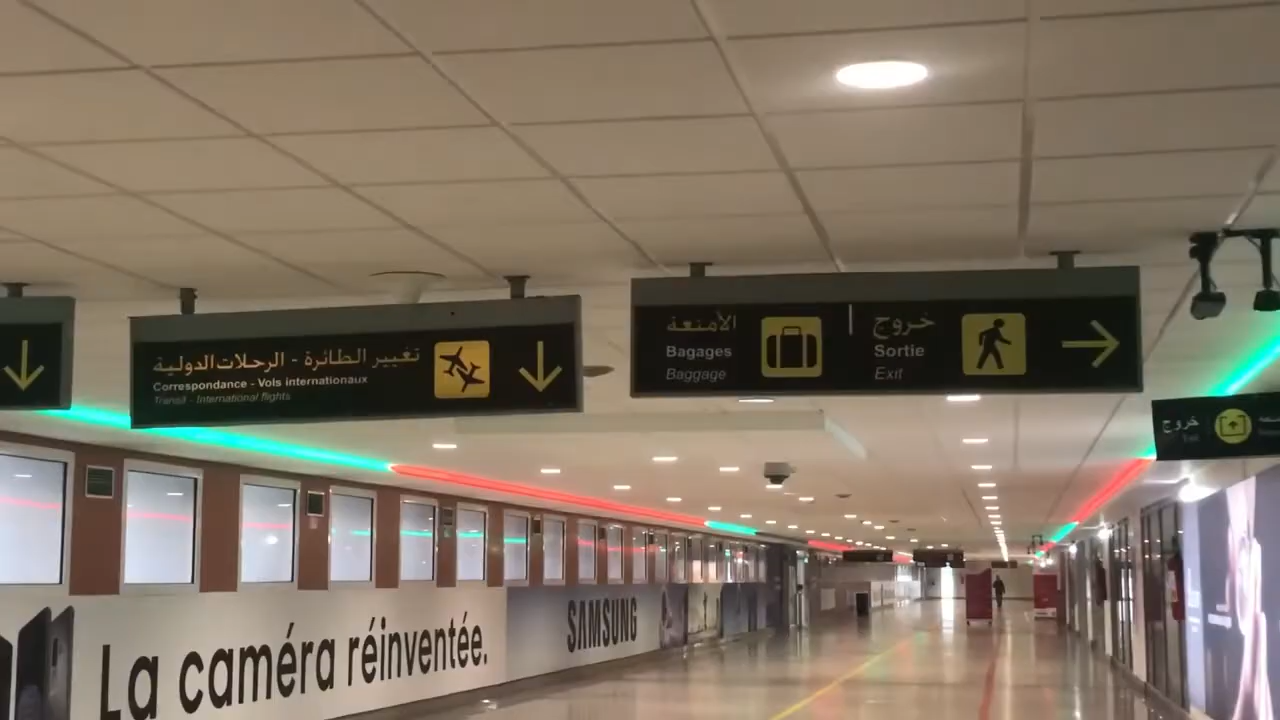 تغيير الطائرة - الرحلات الدولية
Correspondance - Vols internationaux
Transit - International flights
الأمتعة
Bagages
Baggage
خروج
Sortie
Exit
خروج
La caméra réinventée.
SAMSUNG